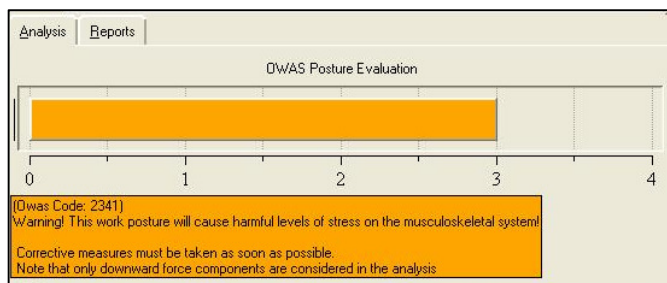 Analysis Reports
OWAS Posture Evaluation
0 1 2 3 4
(Owas Code: 2341)
Warning! This work posture will cause harmful levels of stress on the musculoskeletal system!
Corrective measures must be taken as soon as possible.
Note that only downward force components are considered in the analysis